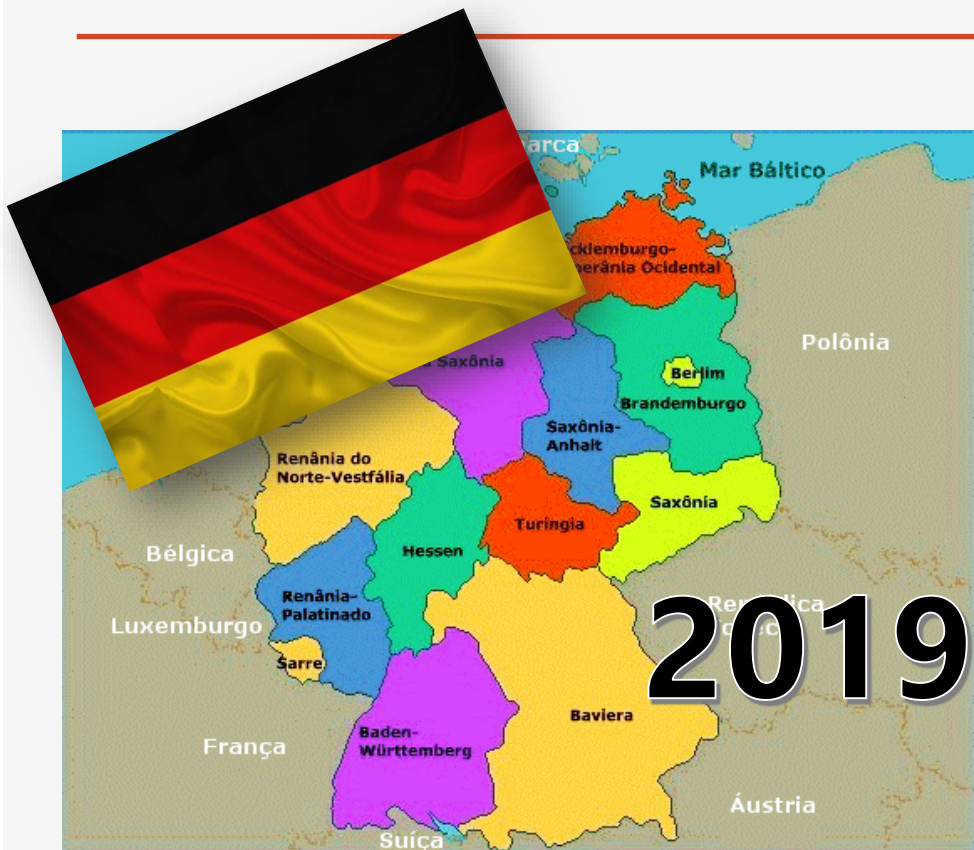 Mar Báltico
Ocidental
Polônia
Saxônia
Berlim
Brandemburgo
Saxônia-
Anhalt
Renânia do
Norte-Vestfália
Saxônia
Turíngia
Bélgica
Hessen
Renânia-
Palatinado
Luxemburgo
2019
Sarre
Baviera
Baden-
Württemberg
França
Áustria
Suíça